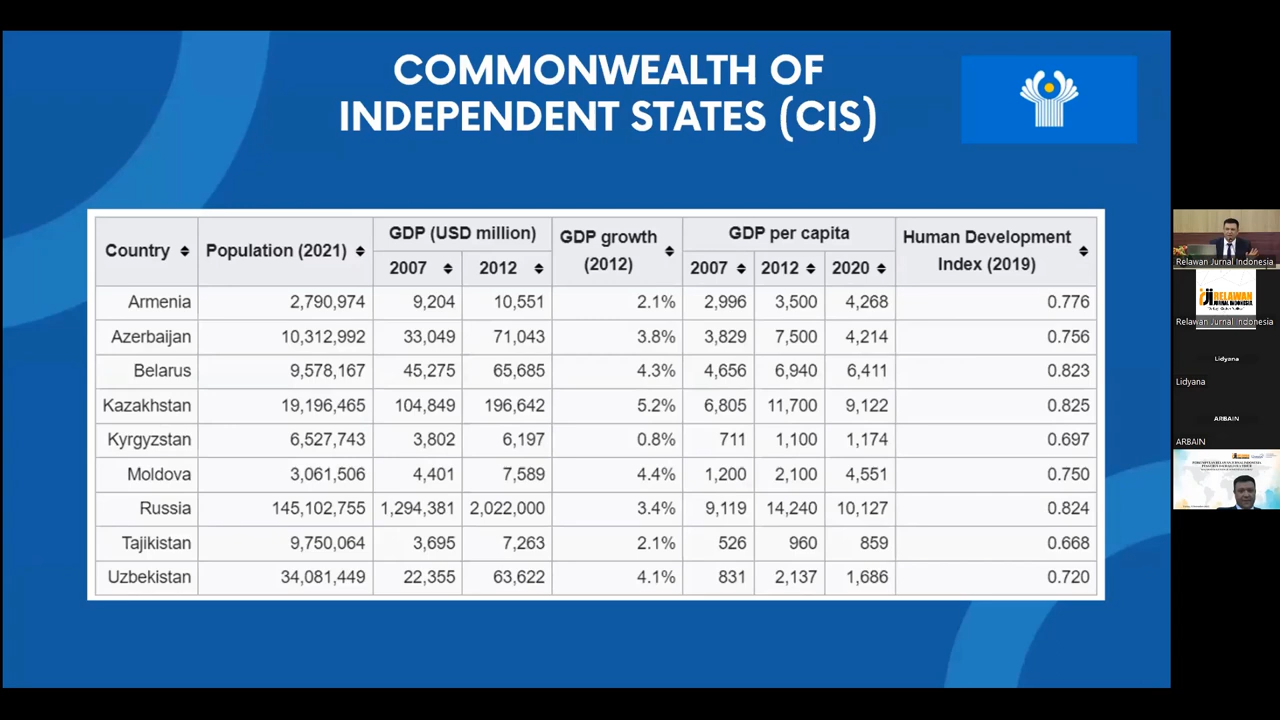 COMMONWEALTH OF
INDEPENDENT STATES (CIS)
Country Population (2021) GDP (USD million) GDP growth (2012) GDP per capita Human Development Index (2019)
2007 2012 2007 2012 2020
Armenia 2,790,974 9,204 10,551 2.1% 2,996 3,500 4,268 0.776
Azerbaijan 10,312,992 33,049 71,043 3.8% 3,829 7,500 4,214 0.756
Belarus 9,578,167 45,275 65,685 4.3% 4,656 6,940 6,411 0.823
Kazakhstan 19,196,465 104,849 196,642 5.2% 6,805 11,700 9,122 0.825
Kyrgyzstan 6,527,743 3,802 6,197 0.8% 711 1,100 1,174 0.697
Moldova 3,061,506 4,401 7,589 4.4% 1,200 2,100 4,551 0.750
Russia 145,102,755 1,294,381 2,022,000 3.4% 9,119 14,240 10,127 0.824
Tajikistan 9,750,064 3,695 7,263 2.1% 526 960 859 0.668
Uzbekistan 34,081,449 22,355 63,622 4.1% 831 2,137 1,686 0.720
Relawan Jurnal Indonesia
RELAWAN
JURNAL INDONESIA
Relawan Jurnal Indonesia
Lidyana
Lidyana
ARBAIN
ARBAIN